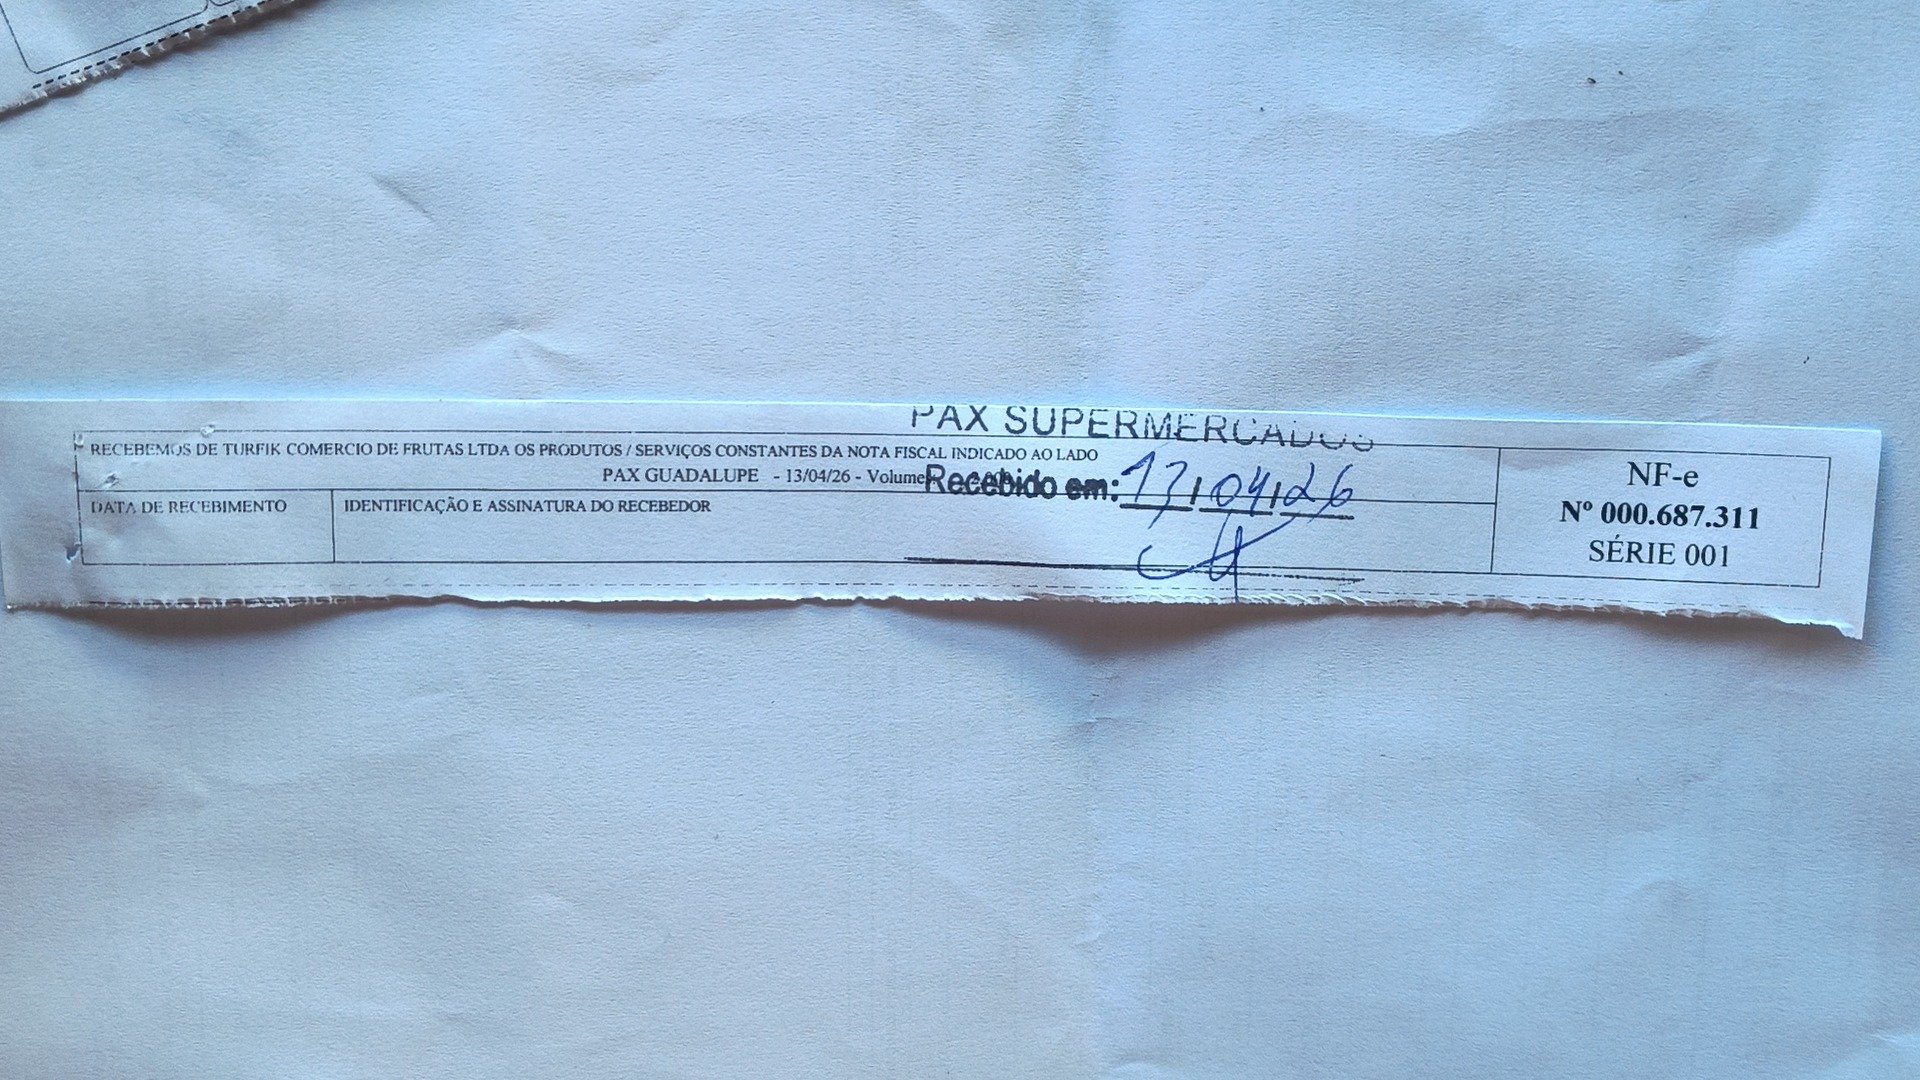 PAX SUPERMERCADOS
RECEBEMOS DE TURFIK COMERCIO DE FRUTAS LTDA OS PRODUTOS / SERVIÇOS CONSTANTES DA NOTA FISCAL INDICADO AO LADO
PAX GUADALUPE - 13/04/26 - Volume
Recebido em: 13/04/26
DATA DE RECEBIMENTO
IDENTIFICAÇÃO E ASSINATURA DO RECEBEDOR
NF-e
Nº 000.687.311
SÉRIE 001